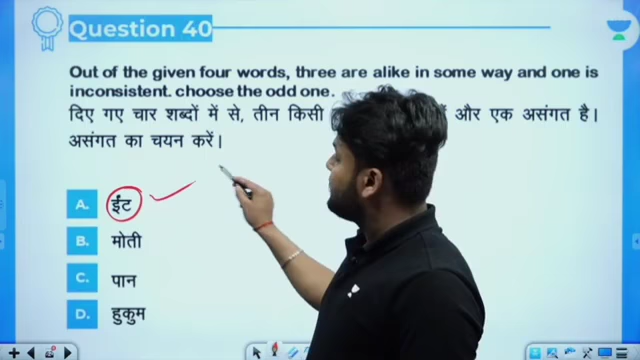 Question 40
Out of the given four words, three are alike in some way and one is
inconsistent. choose the odd one.
दिए गए चार शब्दों में से, तीन किसी और एक असंगत है।
असंगत का चयन करें।
A. ईंट
B. मोती
C. पान
D. हुकुम